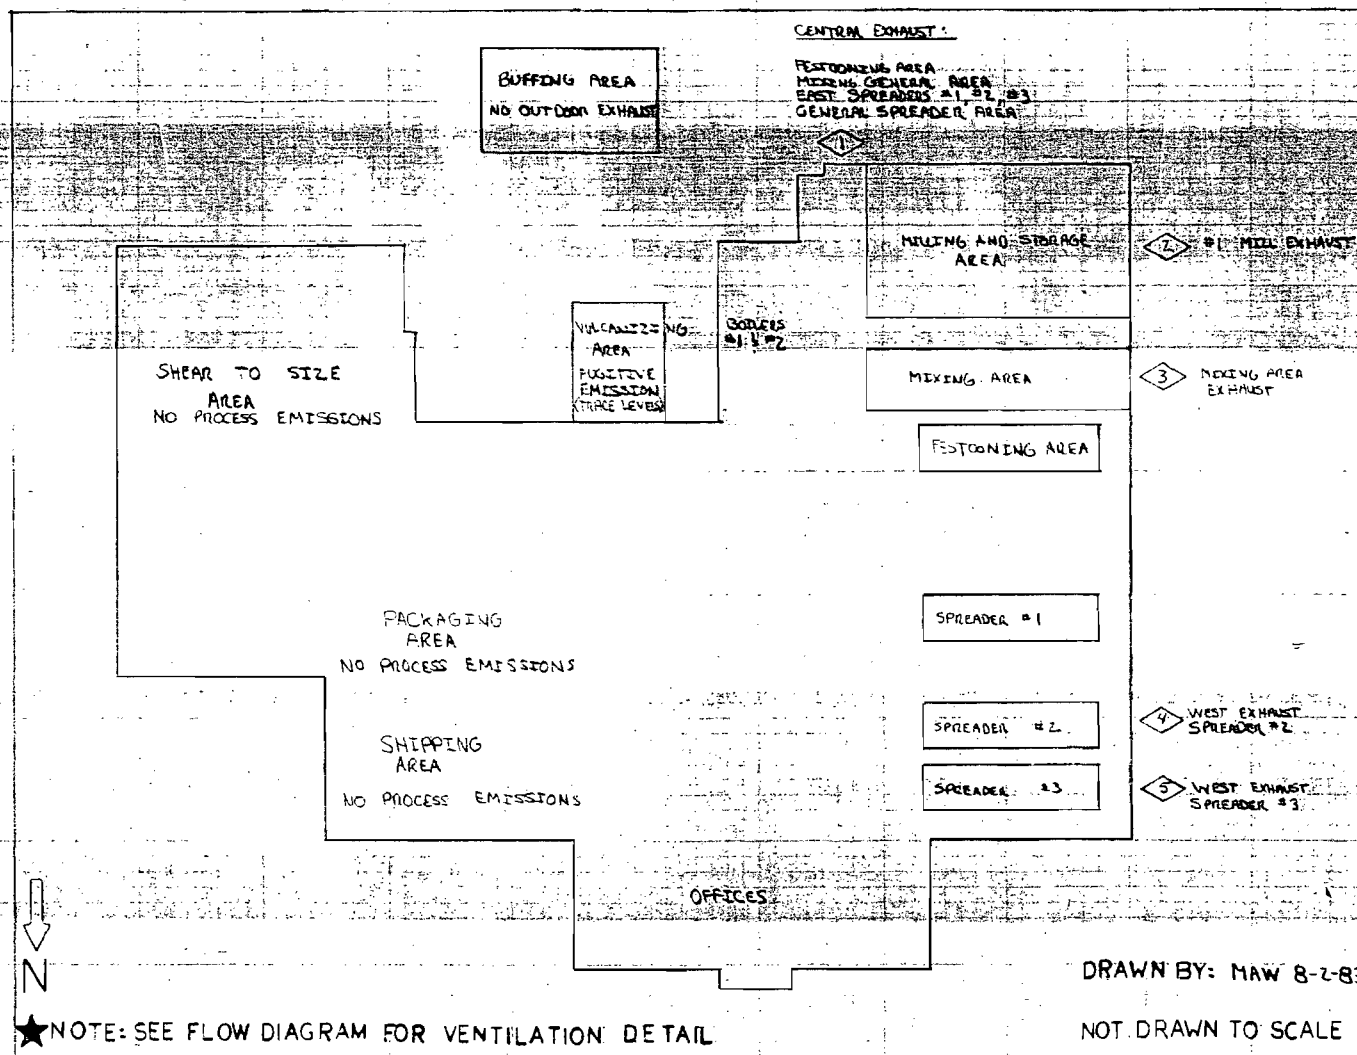 CENTRAL EXHAUST:
FESTOONING AREA
MIXING GENERAL AREA
EAST SPREADERS #1, #2, #3
GENERAL SPREADER AREA
1
BUFFING AREA
NO OUTDOOR EXHAUST
MILLING AND STORAGE
AREA
2 #1 MILL EXHAUST
VULCANIZING
AREA
FUGITIVE
EMISSION
(TRACE LEVELS)
BOILERS
#1 & #2
SHEAR TO SIZE
AREA
NO PROCESS EMISSIONS
MIXING AREA
3 MIXING AREA
EXHAUST
FESTOONING AREA
PACKAGING
AREA
NO PROCESS EMISSIONS
SPREADER #1
SHIPPING
AREA
NO PROCESS EMISSIONS
SPREADER #2
4 WEST EXHAUST
SPREADER #2
SPREADER #3
5 WEST EXHAUST
SPREADER #3
OFFICES
N
DRAWN BY: MAW 8-2-83
★NOTE: SEE FLOW DIAGRAM FOR VENTILATION DETAIL
NOT DRAWN TO SCALE